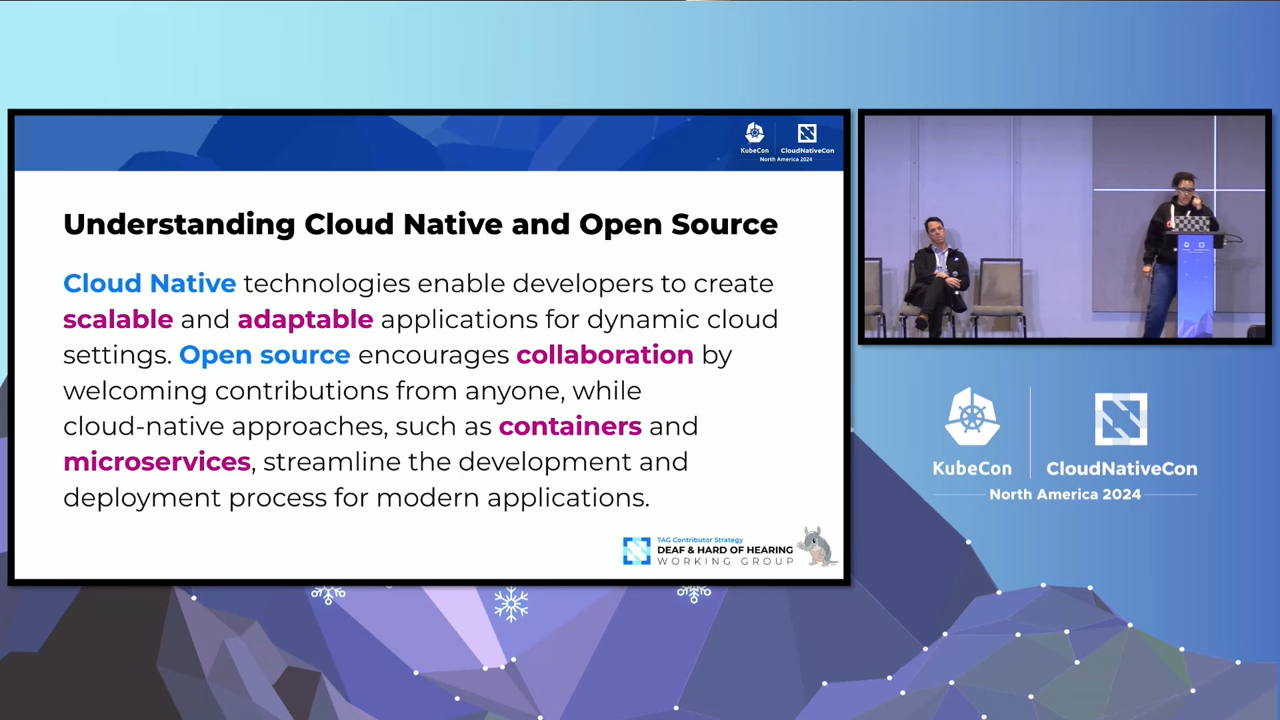 KubeCon
CloudNativeCon
North America 2024
Understanding Cloud Native and Open Source
Cloud Native technologies enable developers to create
scalable and adaptable applications for dynamic cloud
settings. Open source encourages collaboration by
welcoming contributions from anyone, while
cloud-native approaches, such as containers and
microservices, streamline the development and
deployment process for modern applications.
TAG Contributor Strategy
DEAF & HARD OF HEARING
WORKING GROUP
KubeCon
CloudNativeCon
North America 2024